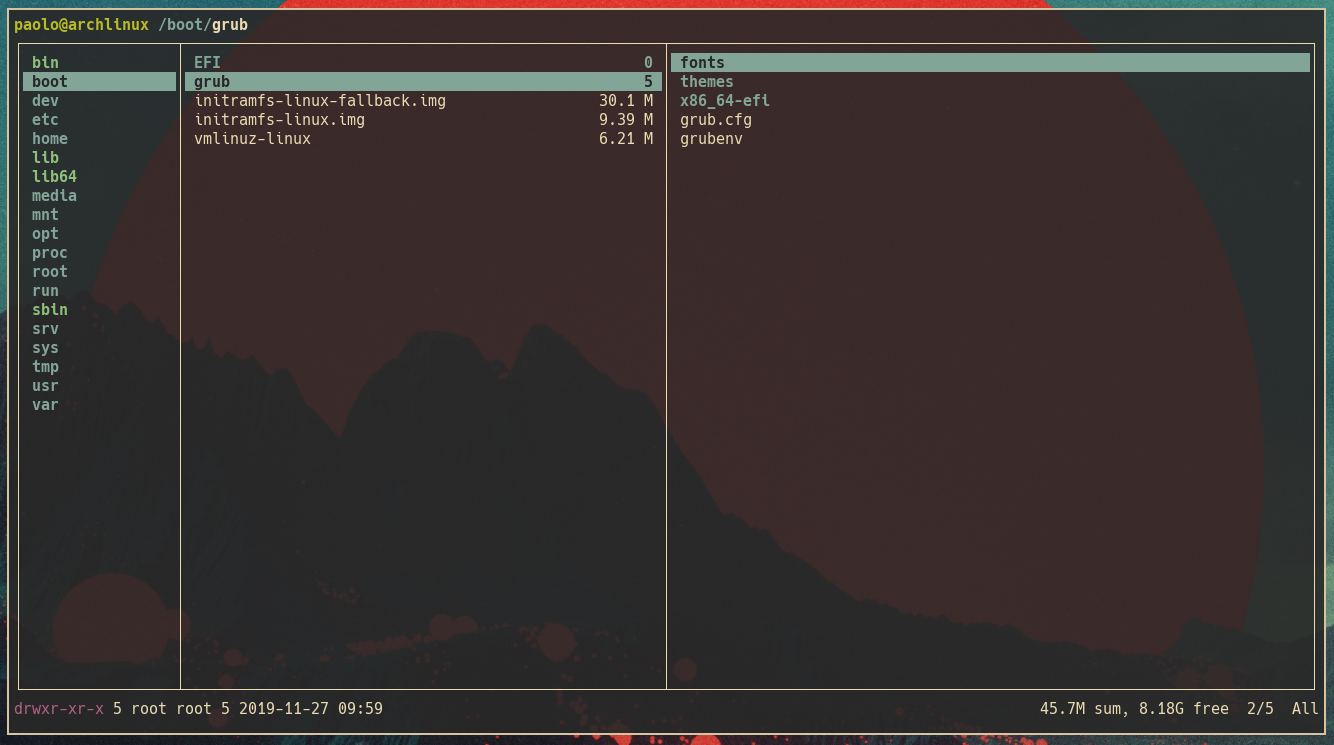 paolo@archlinux /boot/grub
bin
boot
dev
etc
home
lib
lib64
media
mnt
opt
proc
root
run
sbin
srv
sys
tmp
usr
var
EFI 0
grub 5
initramfs-linux-fallback.img 30.1 M
initramfs-linux.img 9.39 M
vmlinuz-linux 6.21 M
fonts
themes
x86_64-efi
grub.cfg
grubenv
drwxr-xr-x 5 root root 5 2019-11-27 09:59 45.7M sum, 8.18G free 2/5 All